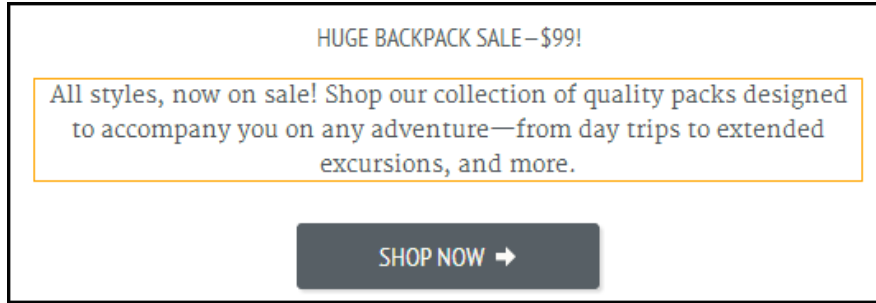 HUGE BACKPACK SALE—$99!
All styles, now on sale! Shop our collection of quality packs designed
to accompany you on any adventure—from day trips to extended
excursions, and more.
SHOP NOW ➡